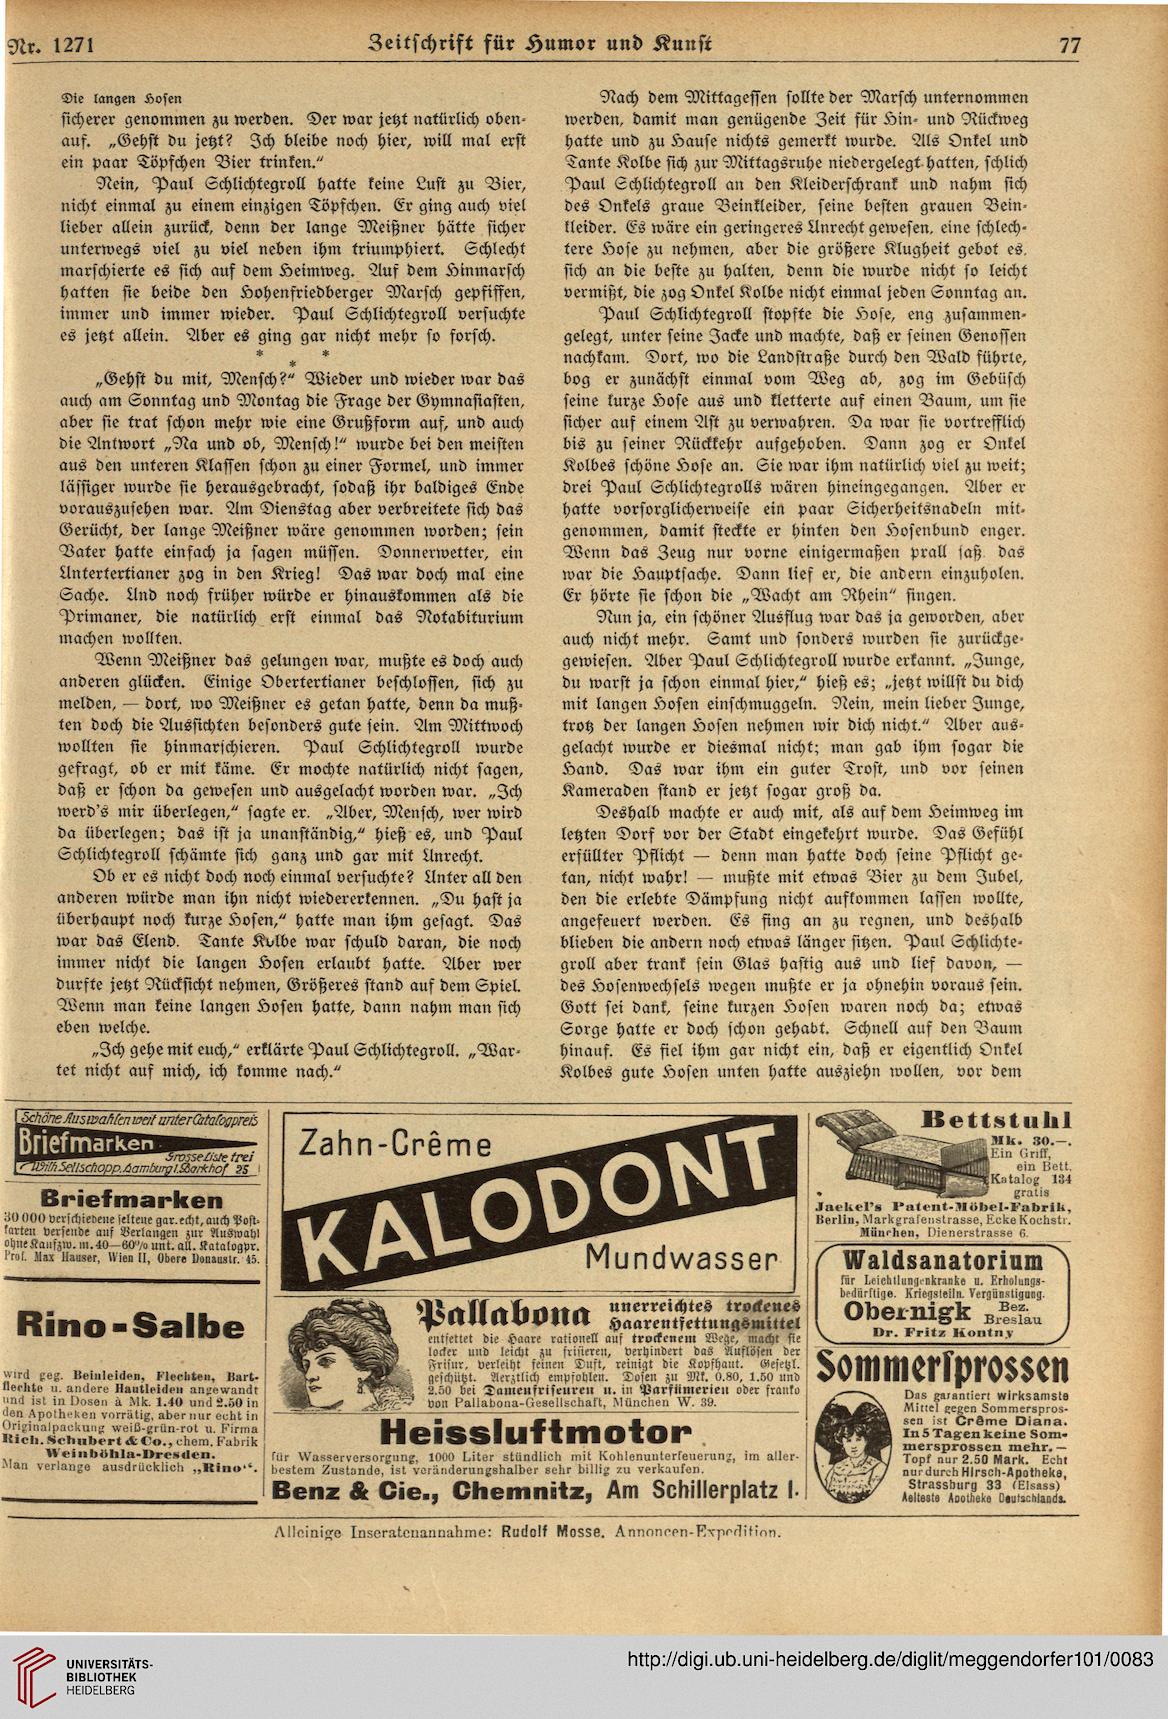 Nr. 1271
Zeitschrift für Humor und Kunst
77
Die langen Hosen
sicherer genommen zu werden. Der war jetzt natürlich oben-
auf. „Gehst du jetzt? Ich bleibe noch hier, will mal erst
ein paar Töpfchen Bier trinken.“
Nein, Paul Schlichtegroll hatte keine Lust zu Bier,
nicht einmal zu einem einzigen Töpfchen. Er ging auch viel
lieber allein zurück, denn der lange Meißner hätte sicher
unterwegs viel zu viel neben ihm triumphiert. Schlecht
marschierte es sich auf dem Heimweg. Auf dem Hinmarsch
hatten sie beide den Hohenfriedberger Marsch gepfiffen,
immer und immer wieder. Paul Schlichtegroll versuchte
es jetzt allein. Aber es ging gar nicht mehr so forsch.
* * *
„Gehst du mit, Mensch?“ Wieder und wieder war das
auch am Sonntag und Montag die Frage der Gymnasiasten,
aber sie trat schon mehr wie eine Grußform auf, und auch
die Antwort „Na und ob, Mensch!“ wurde bei den meisten
aus den unteren Klassen schon zu einer Formel, und immer
lässiger wurde sie herausgebracht, sodaß ihr baldiges Ende
vorauszusehen war. Am Dienstag aber verbreitete sich das
Gerücht, der lange Meißner wäre genommen worden; sein
Vater hatte einfach ja sagen müssen. Donnerwetter, ein
Untertertianer zog in den Krieg! Das war doch mal eine
Sache. Und noch früher würde er hinauskommen als die
Primaner, die natürlich erst einmal das Notabiturium
machen wollten.
Wenn Meißner das gelungen war, mußte es doch auch
anderen glücken. Einige Obertertianer beschlossen, sich zu
melden, — dort, wo Meißner es getan hatte, denn da muß-
ten doch die Aussichten besonders gute sein. Am Mittwoch
wollten sie hinmarschieren. Paul Schlichtegroll wurde
gefragt, ob er mit käme. Er mochte natürlich nicht sagen,
daß er schon da gewesen und ausgelacht worden war. „Ich
werd's mir überlegen,“ sagte er. „Aber, Mensch, wer wird
da überlegen; das ist ja unanständig,“ hieß es, und Paul
Schlichtegroll schämte sich ganz und gar mit Unrecht.
Ob er es nicht doch noch einmal versuchte? Unter all den
anderen würde man ihn nicht wiedererkennen. „Du hast ja
überhaupt noch kurze Hosen,“ hatte man ihm gesagt. Das
war das Elend. Tante Kolbe war schuld daran, die noch
immer nicht die langen Hosen erlaubt hatte. Aber wer
durfte jetzt Rücksicht nehmen, Größeres stand auf dem Spiel.
Wenn man keine langen Hosen hatte, dann nahm man sich
eben welche.
„Ich gehe mit euch,“ erklärte Paul Schlichtegroll. „War-
tet nicht auf mich, ich komme nach.“
Nach dem Mittagessen sollte der Marsch unternommen
werden, damit man genügende Zeit für Hin- und Rückweg
hatte und zu Hause nichts gemerkt wurde. Als Onkel und
Tante Kolbe sich zur Mittagsruhe niedergelegt hatten, schlich
Paul Schlichtegroll an den Kleiderschrank und nahm sich
des Onkels graue Beinkleider, seine besten grauen Bein-
kleider. Es wäre ein geringeres Unrecht gewesen, eine schlech-
tere Hose zu nehmen, aber die größere Klugheit gebot es,
sich an die beste zu halten, denn die wurde nicht so leicht
vermißt, die zog Onkel Kolbe nicht einmal jeden Sonntag an.
Paul Schlichtegroll stopfte die Hose, eng zusammen-
gelegt, unter seine Jacke und machte, daß er seinen Genossen
nachkam. Dort, wo die Landstraße durch den Wald führte,
bog er zunächst einmal vom Weg ab, zog im Gebüsch
seine kurze Hose aus und kletterte auf einen Baum, um sie
sicher auf einem Ast zu verwahren. Da war sie vortrefflich
bis zu seiner Rückkehr aufgehoben. Dann zog er Onkel
Kolbes schöne Hose an. Sie war ihm natürlich viel zu weit;
drei Paul Schlichtegrolls wären hineingegangen. Aber er
hatte vorsorglicherweise ein paar Sicherheitsnadeln mit-
genommen, damit steckte er hinten den Hosenbund enger.
Wenn das Zeug nur vorne einigermaßen prall saß das
war die Hauptsache. Dann lief er, die andern einzuholen.
Er hörte sie schon die „Wacht am Rhein“ singen.
Nun ja, ein schöner Ausflug war das ja geworden, aber
auch nicht mehr. Samt und sonders wurden sie zurückge-
gewiesen. Aber Paul Schlichtegroll wurde erkannt. „Junge,
du warst ja schon einmal hier,“ hieß es; „jetzt willst du dich
mit langen Hosen einschmuggeln. Nein, mein lieber Junge,
trotz der langen Hosen nehmen wir dich nicht.“ Aber aus-
gelacht wurde er diesmal nicht; man gab ihm sogar die
Hand. Das war ihm ein guter Trost, und vor seinen
Kameraden stand er jetzt sogar groß da.
Deshalb machte er auch mit, als auf dem Heimweg im
letzten Dorf vor der Stadt eingekehrt wurde. Das Gefühl
erfüllter Pflicht — denn man hatte doch seine Pflicht ge-
tan, nicht wahr! — mußte mit etwas Bier zu dem Jubel,
den die erlebte Dämpfung nicht aufkommen lassen wollte,
angefeuert werden. Es fing an zu regnen, und deshalb
blieben die andern noch etwas länger sitzen. Paul Schlichte-
groll aber trank sein Glas hastig aus und lief davon, —
des Hosenwechsels wegen mußte er ja ohnehin voraus sein.
Gott sei dank, seine kurzen Hosen waren noch da; etwas
Sorge hatte er doch schon gehabt. Schnell auf den Baum
hinauf. Es fiel ihm gar nicht ein, daß er eigentlich Onkel
Kolbes gute Hosen unten hatte ausziehn wollen, vor dem
Schöne Auswahlen weit unter Catalogpreis
Briefmarken
Grosse Liste frei
Wilh. Sellschopp, Hamburg 1. Barkhof 25
Briefmarken
30 000 verschiedene seltene gar. echt, auch Post-
karten versende auf Verlangen zur Auswahl
ohne Kaufzw. m. 40—60% unt. all. Katalogpr.
Prof. Max Hauser, Wien II, Obere Donaustr. 45.
Rino-Salbe
wird geg. Beinleiden, Flechten, Bart-
flechte u. andere Hautleiden angewandt
und ist in Dosen à Mk. 1.40 und 2.50 in
den Apotheken vorrätig, aber nur echt in
Originalpackung weiß-grün-rot u. Firma
Rich. Schubert & Co., chem. Fabrik
Weinböhla-Dresden.
Man verlange ausdrücklich „Rino“.
Zahn-Crême
KALODONT
Mundwasser
Pallabona unerreichtes trockenes
Haarentfettungsmittel
entfettet die Haare rationell auf trockenem Wege, macht sie
locker und leicht zu frisieren, verhindert das Auflösen der
Frisur, verleiht feinen Duft, reinigt die Kopfhaut. Gesetzl.
geschützt. Aerztlich empfohlen. Dosen zu Mk. 0.80, 1.50 und
2.50 bei Damenfriseuren u. in Parfümerien oder franko
von Pallabona-Gesellschaft, München W. 39.
Heissluftmotor
für Wasserversorgung, 1000 Liter stündlich mit Kohlenunterfeuerung, im aller-
bestem Zustande, ist veränderungshalber sehr billig zu verkaufen.
Benz & Cie., Chemnitz, Am Schillerplatz I.
Bettstuhl
Mk. 30.—.
Ein Griff,
ein Bett.
Katalog 134
gratis
Jaekel's Patent-Möbel-Fabrik,
Berlin, Markgrafenstrasse, Ecke Kochstr.
München, Dienerstrasse 6.
Waldsanatorium
für Leichtlungenkranke u. Erholungs-
bedürftige. Kriegsteiln. Vergünstigung.
Obernigk Bez.
Breslau
Dr. Fritz Kontny
Sommersprossen
Das garantiert wirksamste
Mittel gegen Sommerspros-
sen ist Crême Diana.
In 5 Tagen keine Som-
mersprossen mehr. —
Topf nur 2.50 Mark. Echt
nur durch Hirsch-Apotheke,
Strassburg 33 (Elsass)
Aelteste Apotheke Deutschlands.
Alleinige Inseratenannahme: Rudolf Mosse. Annoncen-Expedition.
UNIVERSITÄTS-
BIBLIOTHEK
HEIDELBERG
http://digi.ub.uni-heidelberg.de/diglit/meggendorfer101/0083